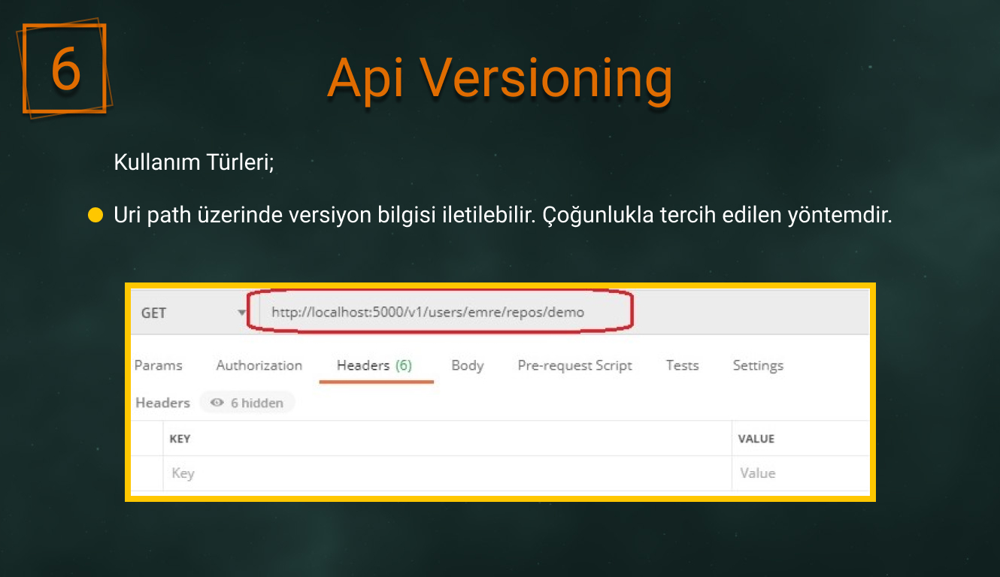 6
Api Versioning
Kullanım Türleri;
Uri path üzerinde versiyon bilgisi iletilebilir. Çoğunlukla tercih edilen yöntemdir.
GET http://localhost:5000/v1/users/emre/repos/demo
Params Authorization Headers (6) Body Pre-request Script Tests Settings
Headers 6 hidden
KEY VALUE
Key Value